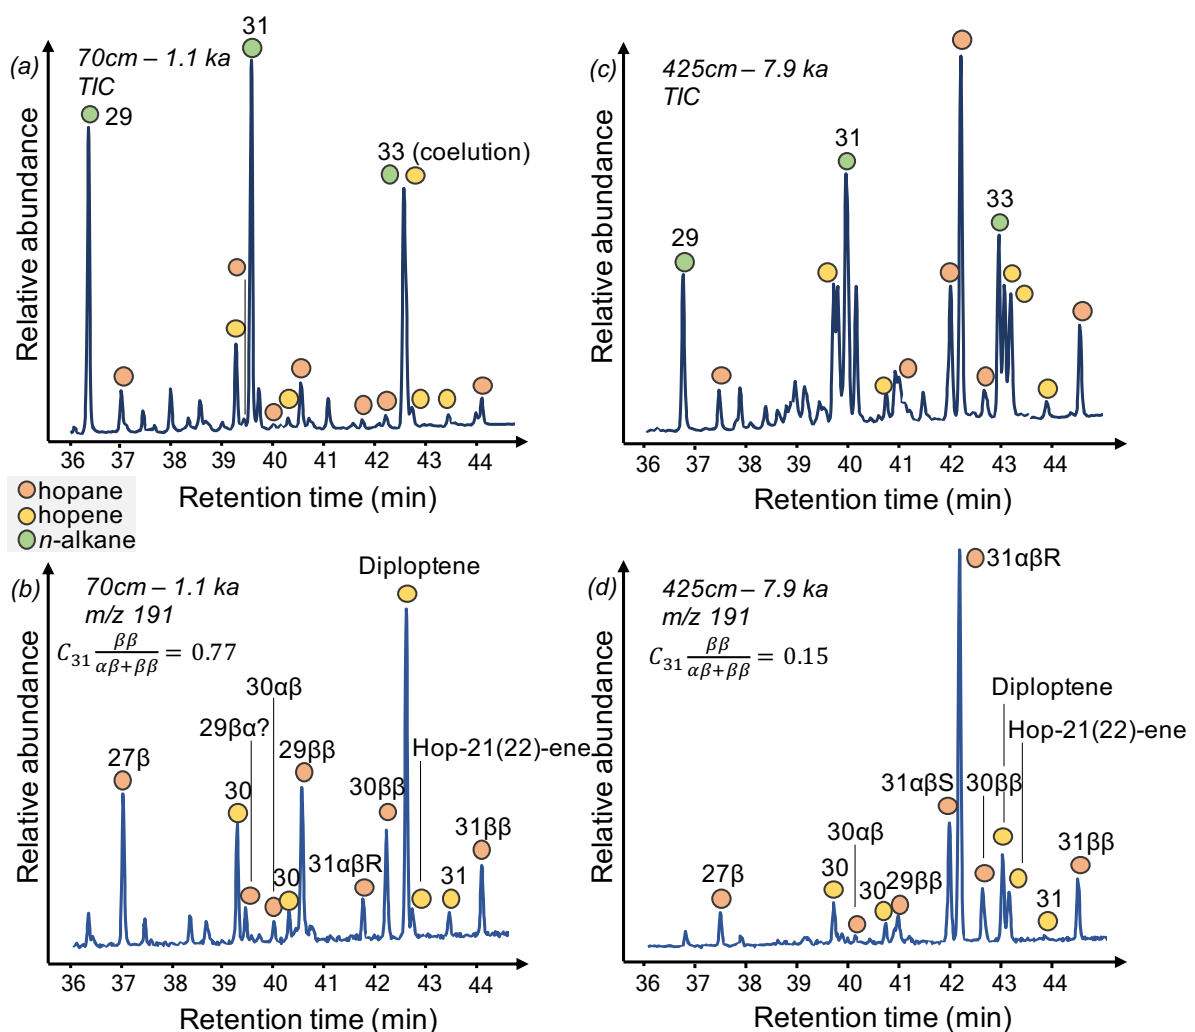 (a)
70cm – 1.1 ka
TIC
29
31
33 (coelution)
Relative abundance
36 37 38 39 40 41 42 43 44
Retention time (min)
(c)
425cm – 7.9 ka
TIC
29
31
33
Relative abundance
36 37 38 39 40 41 42 43 44
Retention time (min)
hopane
hopene
n-alkane
(b)
70cm – 1.1 ka
m/z 191
C₃₁ ββ/(αβ+ββ) = 0.77
Diploptene
30αβ
29βα?
29ββ
Hop-21(22)-ene
27β
30
30ββ
31ββ
31αβR
30
31
Relative abundance
36 37 38 39 40 41 42 43 44
Retention time (min)
(d)
425cm – 7.9 ka
m/z 191
C₃₁ ββ/(αβ+ββ) = 0.15
31αβR
Diploptene
Hop-21(22)-ene
31αβS
30ββ
30αβ
31ββ
27β
30
30
29ββ
31
Relative abundance
36 37 38 39 40 41 42 43 44
Retention time (min)